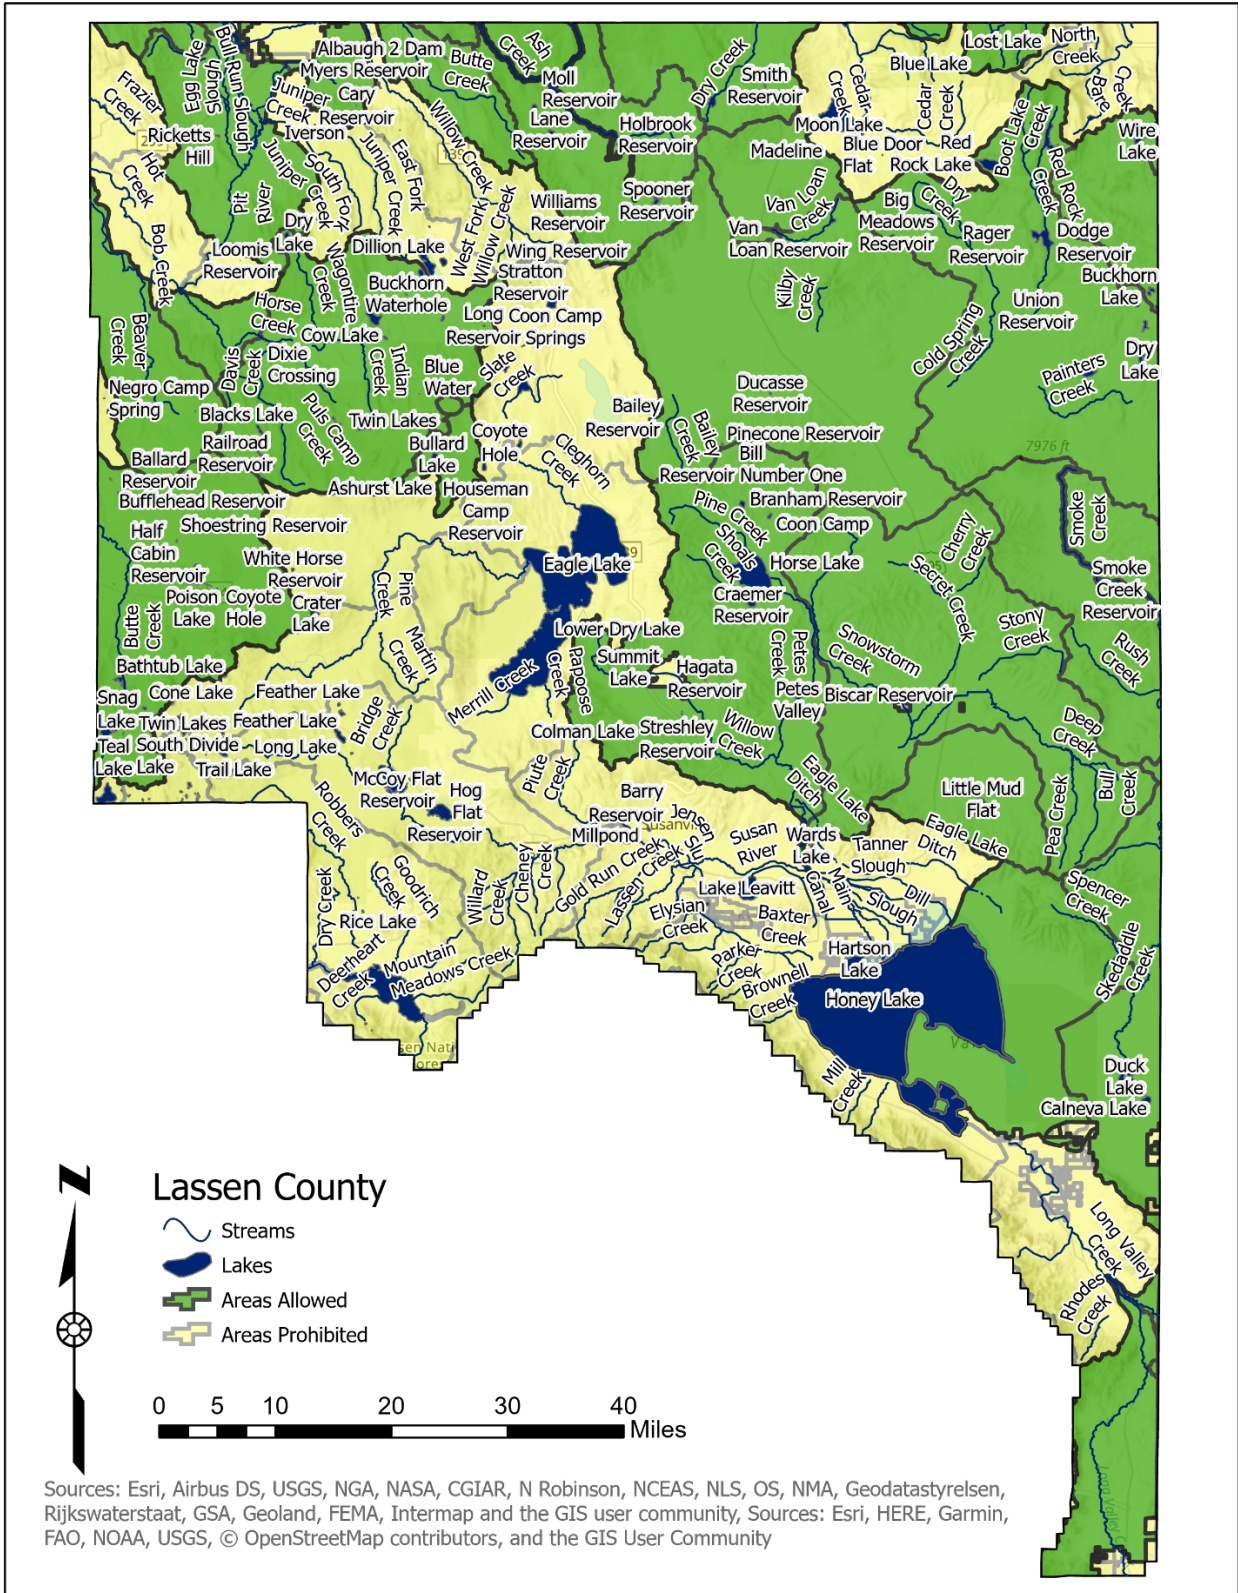 Lost Lake
North
Creek
Bare
Creek
Blue Lake
Albaugh 2 Dam
Myers Reservoir
Butte
Creek
Ash
Creek
Moll
Reservoir
Dry Creek
Smith
Reservoir
Cedar
Creek
Cedar
Creek
Egg Lake
Slough
Bull Run Slough
Frazier
Creek
Juniper
Creek
Cary
Reservoir
Iverson
Willow Creek
Lane
Reservoir
Holbrook
Reservoir
Moon Lake
Madeline
Blue Door
Flat
Red
Rock Lake
Boot Lake
Creek
Wire
Lake
Ricketts
Hill
Hot
Creek
Juniper
Creek
South Fork
Juniper Creek
East Fork
139
Pit
River
Spooner
Reservoir
Van Loan
Creek
Big
Meadows
Reservoir
Dry
Creek
Red Rock
Creek
Williams
Reservoir
Van
Loan Reservoir
Rager
Reservoir
Dodge
Reservoir
Bob Creek
Loomis
Reservoir
Dry
Lake
Dillion Lake
West Fork
Willow Creek
Wing Reservoir
Stratton
Reservoir
Buckhorn
Waterhole
Wagontire
Creek
Kilby
Creek
Union
Reservoir
Buckhorn
Lake
Horse
Creek
Cow Lake
Long
Reservoir
Coon Camp
Springs
Beaver
Creek
Davis
Creek
Dixie
Crossing
Indian
Creek
Blue
Water
Slate
Creek
Cold Spring
Creek
Dry
Lake
Painters
Creek
Negro Camp
Spring
Blacks Lake
Puls Camp
Creek
Twin Lakes
Ducasse
Reservoir
Bailey
Reservoir
Bailey
Creek
Pinecone Reservoir
Bill
Reservoir Number One
7976 ft
Railroad
Reservoir
Ballard
Reservoir
Bullard
Lake
Coyote
Hole
Cleghorn
Creek
Bufflehead Reservoir
Ashurst Lake
Houseman
Camp
Reservoir
Branham Reservoir
Pine Creek
Coon Camp
Smoke
Creek
Shoestring Reservoir
Half
Cabin
Reservoir
White Horse
Reservoir
Eagle Lake
Shoals
Creek
Horse Lake
Cherry
Creek
Secret Creek
Smoke
Creek
Reservoir
Pine
Creek
Poison
Lake
Coyote
Hole
Crater
Lake
Craemer
Reservoir
Butte
Creek
Martin
Creek
Lower Dry Lake
Petes
Creek
Snowstorm
Creek
Stony
Creek
Rush
Creek
Bathtub Lake
Summit
Lake
Hagata
Reservoir
Papoose
Creek
Merrill Creek
Petes
Valley
Biscar Reservoir
Snag
Lake
Cone Lake
Feather Lake
Twin Lakes
Feather Lake
Bridge
Creek
Colman Lake
Streshley
Reservoir
Willow
Creek
Deep
Creek
Teal
Lake
South Divide
Lake
Long Lake
Trail Lake
McCoy Flat
Reservoir
Hog
Flat
Reservoir
Piute
Creek
Barry
Reservoir
Eagle Lake
Ditch
Little Mud
Flat
Pea Creek
Bull
Creek
Robbers
Creek
Millpond
Jensen
Slu
Susan
River
Wards
Lake
Tanner
Slough
Eagle Lake
Ditch
Goodrich
Creek
Willard
Creek
Cheney
Creek
Gold Run Creek
Lassen Creek
Lake Leavitt
Main
Canal
Dill
Slough
Spencer
Creek
Dry Creek
Rice Lake
Elysian
Creek
Baxter
Creek
Hartson
Lake
Skedaddle
Creek
Deerheart
Creek
Mountain
Meadows Creek
Parker
Creek
Brownell
Creek
Honey Lake
Mill
Creek
Duck
Lake
Calneva Lake
Long Valley
Creek
Rhodes
Creek
N
Lassen County
Streams
Lakes
Areas Allowed
Areas Prohibited
0 5 10 20 30 40
Miles
Sources: Esri, Airbus DS, USGS, NGA, NASA, CGIAR, N Robinson, NCEAS, NLS, OS, NMA, Geodatastyrelsen,
Rijkswaterstaat, GSA, Geoland, FEMA, Intermap and the GIS user community, Sources: Esri, HERE, Garmin,
FAO, NOAA, USGS, © OpenStreetMap contributors, and the GIS User Community